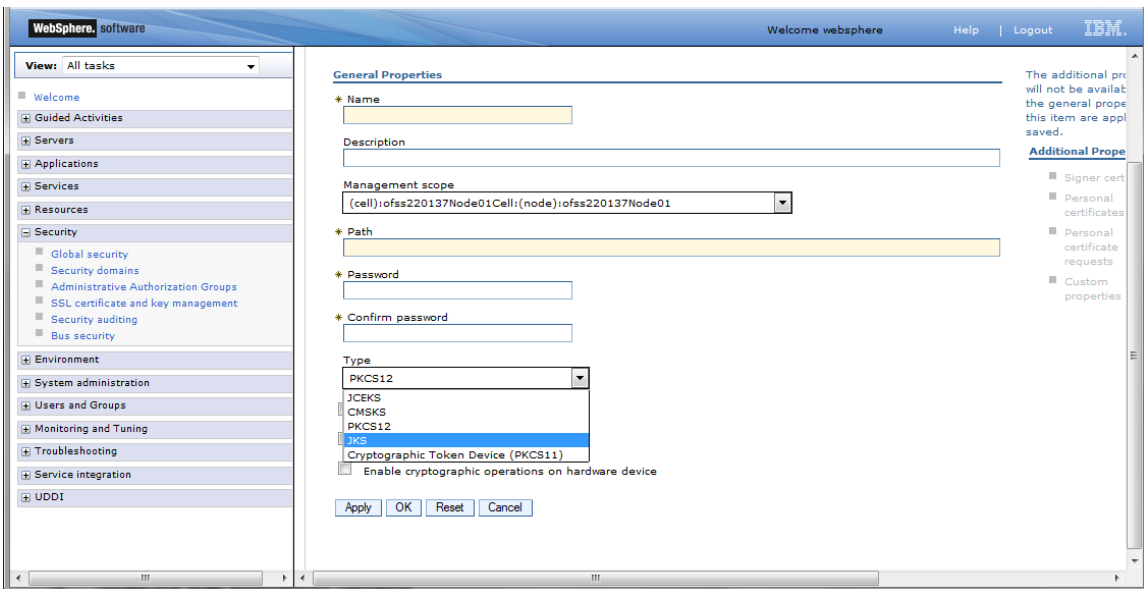 WebSphere. software
Welcome websphere
Help | Logout
IBM.
View: All tasks
Welcome
Guided Activities
Servers
Applications
Services
Resources
Security
Global security
Security domains
Administrative Authorization Groups
SSL certificate and key management
Security auditing
Bus security
Environment
System administration
Users and Groups
Monitoring and Tuning
Troubleshooting
Service integration
UDDI
General Properties
* Name
Description
Management scope
(cell):ofss220137Node01Cell:(node):ofss220137Node01
* Path
* Password
* Confirm password
Type
PKCS12
JCEKS
CMSKS
PKCS12
JKS
Cryptographic Token Device (PKCS11)
Enable cryptographic operations on hardware device
Apply OK Reset Cancel
The additional pro
will not be availab
the general prope
this item are appl
saved.
Additional Prope
Signer cert
Personal
certificates
Personal
certificate
requests
Custom
properties